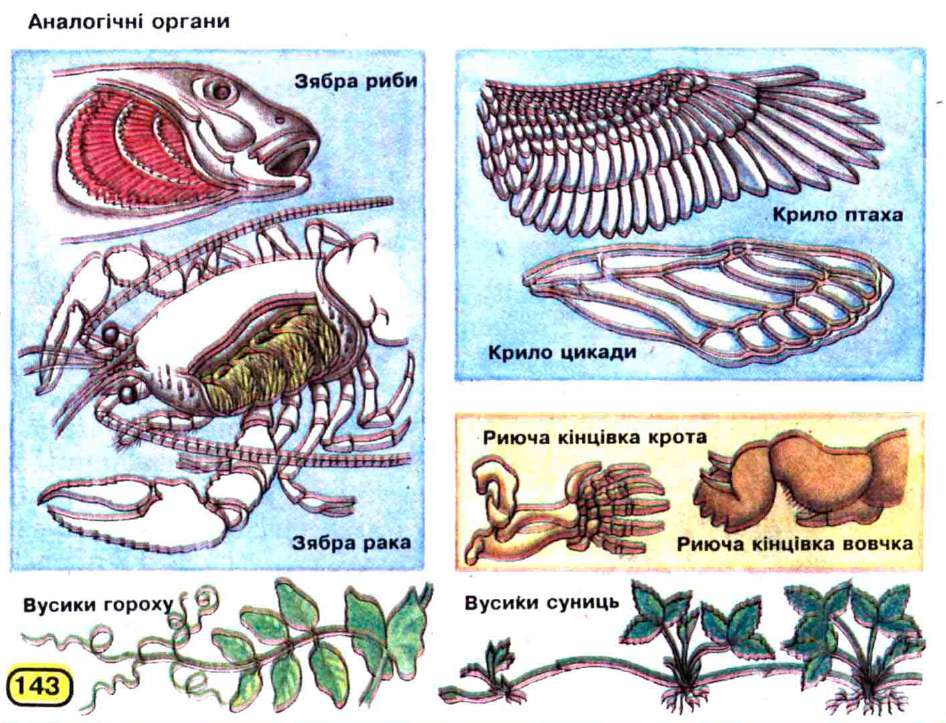 Аналогічні органи
Зябра риби
Зябра рака
Крило птаха
Крило цикади
Риюча кінцівка крота
Риюча кінцівка вовчка
Вусики гороху
Вусики суниць
143